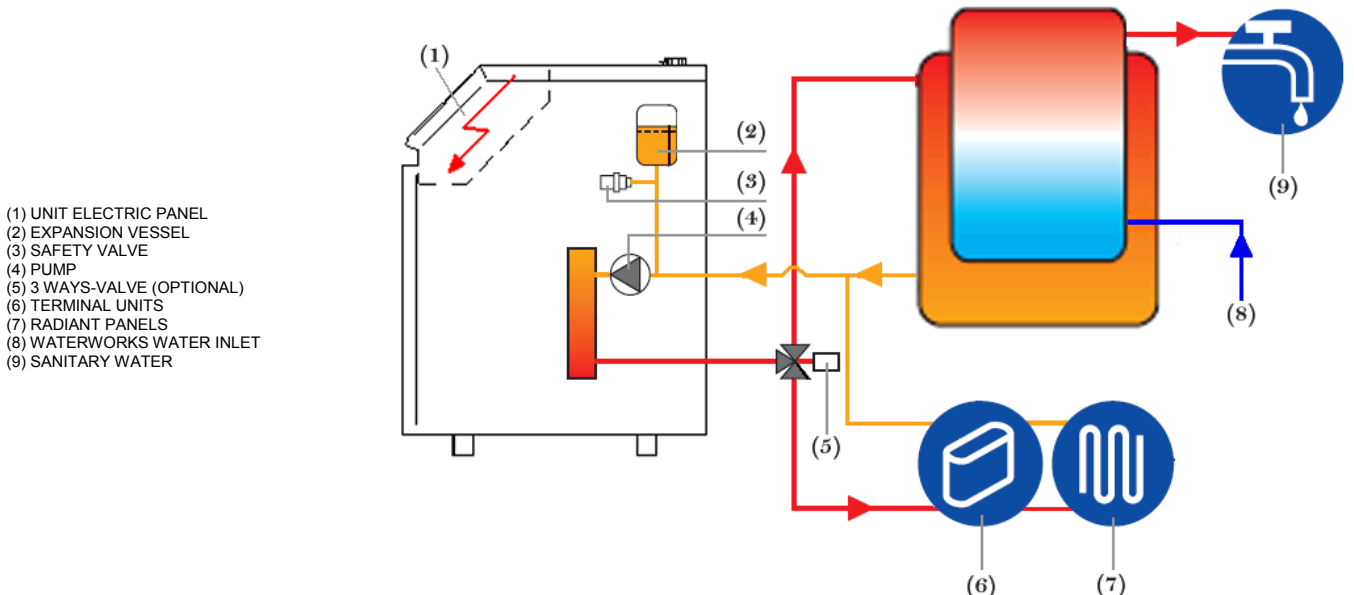 (1) UNIT ELECTRIC PANEL
(2) EXPANSION VESSEL
(3) SAFETY VALVE
(4) PUMP
(5) 3 WAYS-VALVE (OPTIONAL)
(6) TERMINAL UNITS
(7) RADIANT PANELS
(8) WATERWORKS WATER INLET
(9) SANITARY WATER
(1)
(2)
(3)
(4)
(5)
(6)
(7)
(8)
(9)